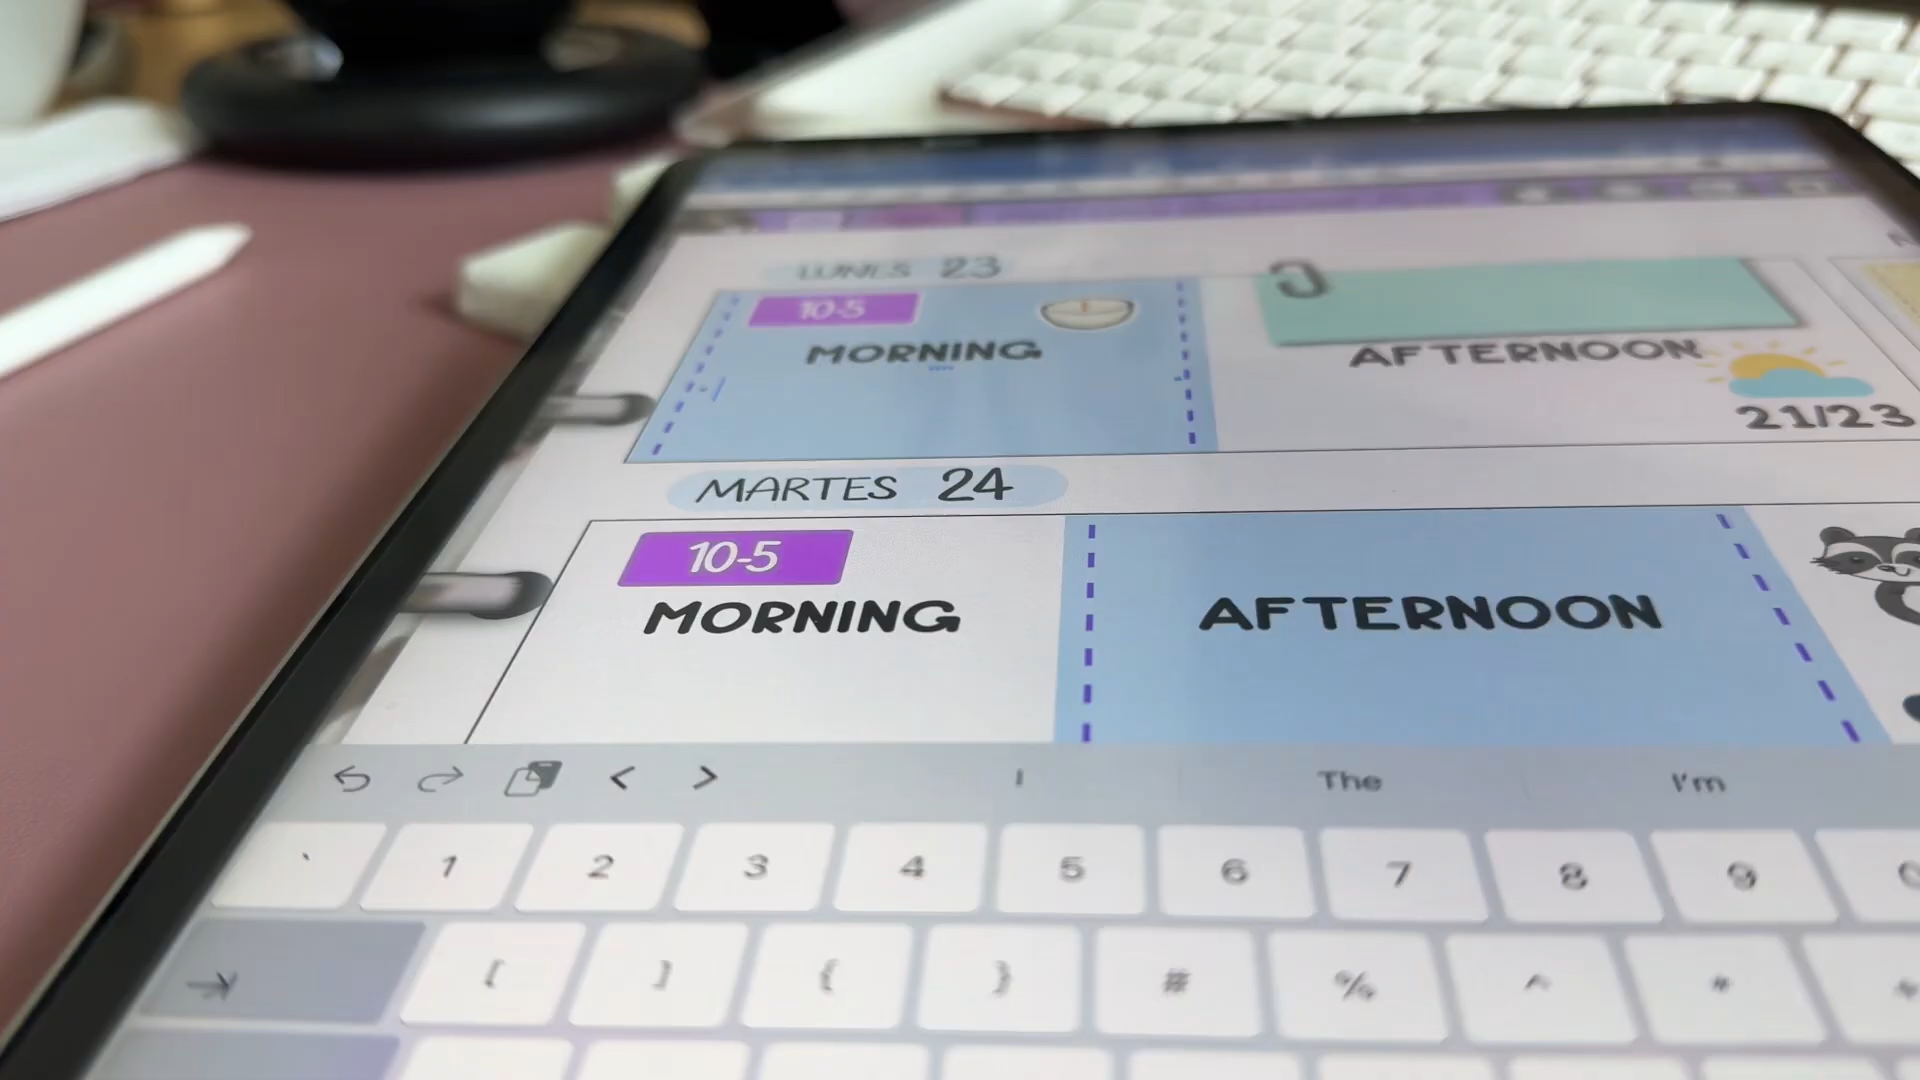 LUNES 23
10-5
MORNING
AFTERNOON
21/23
MARTES 24
10-5
MORNING
AFTERNOON
I The I'm
` 1 2 3 4 5 6 7 8 9
[ ] { } # % ^ *